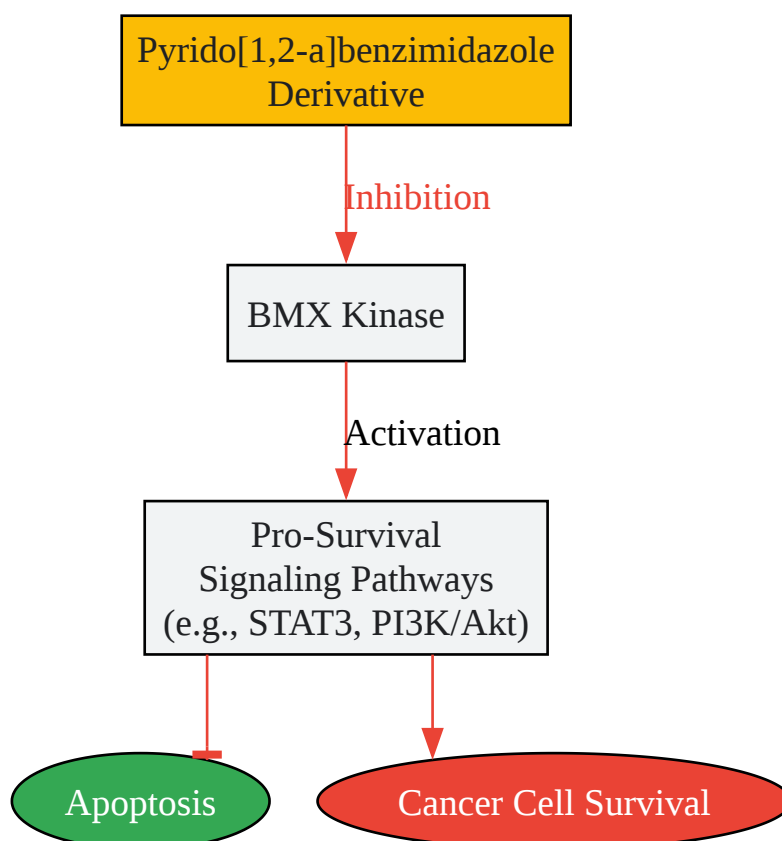 Pyrido[1,2-a]benzimidazole
Derivative
Inhibition
BMX Kinase
Activation
Pro-Survival
Signaling Pathways
(e.g., STAT3, PI3K/Akt)
Apoptosis
Cancer Cell Survival